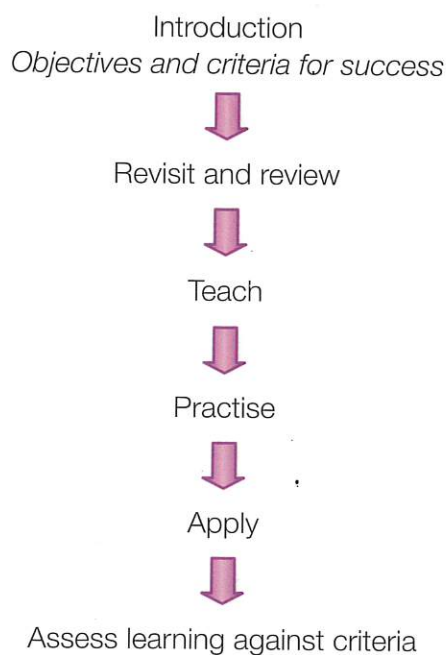 Introduction
Objectives and criteria for success
Revisit and review
Teach
Practise
Apply
Assess learning against criteria